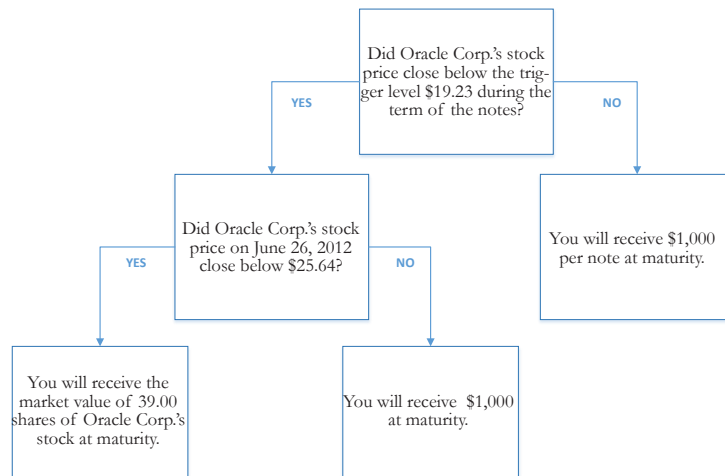 Did Oracle Corp.'s stock
price close below the trig-
ger level $19.23 during the
term of the notes?
YES
NO
Did Oracle Corp.'s stock
price on June 26, 2012
close below $25.64?
You will receive $1,000
per note at maturity.
YES
NO
You will receive the
market value of 39.00
shares of Oracle Corp.'s
stock at maturity.
You will receive $1,000
at maturity.